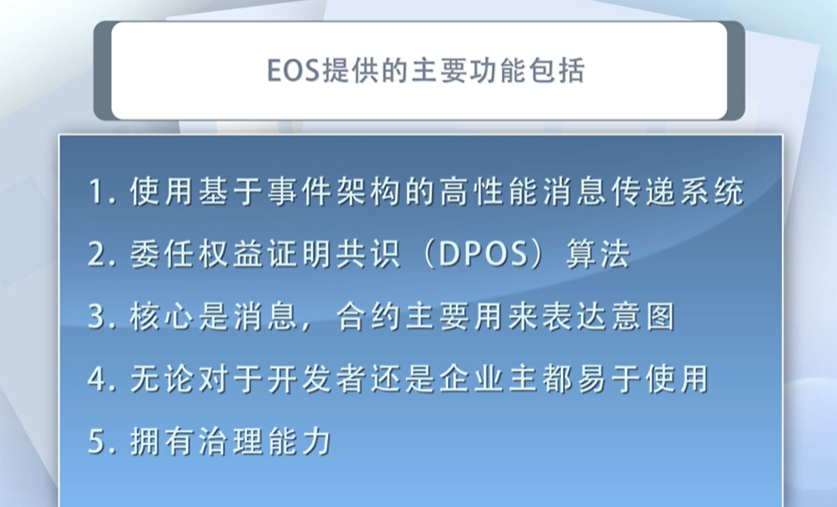 EOS提供的主要功能包括
1. 使用基于事件架构的高性能消息传递系统
2. 委任权益证明共识（DPOS）算法
3. 核心是消息，合约主要用来表达意图
4. 无论对于开发者还是企业主都易于使用
5. 拥有治理能力